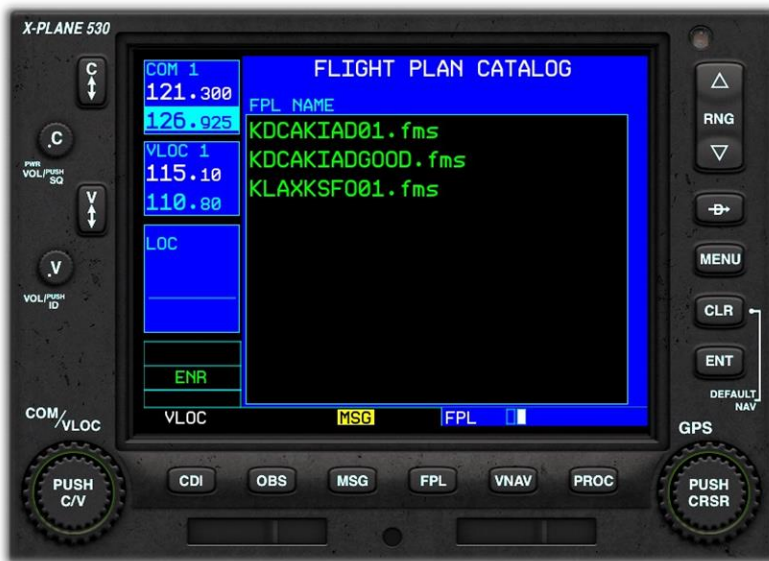 X-PLANE 530
C
.C
PWR
VOL/PUSH
SQ
V
.V
VOL/PUSH
ID
COM/VLOC
PUSH
C/V
COM 1
121.300
126.925
VLOC 1
115.10
110.80
LOC
ENR
VLOC
FLIGHT PLAN CATALOG
FPL NAME
KDCAKIAD01.fms
KDCAKIADGOOD.fms
KLAXKSFO01.fms
MSG
FPL
CDI
OBS
MSG
FPL
VNAV
PROC
RNG
D
MENU
CLR
ENT
DEFAULT
NAV
GPS
PUSH
CRSR